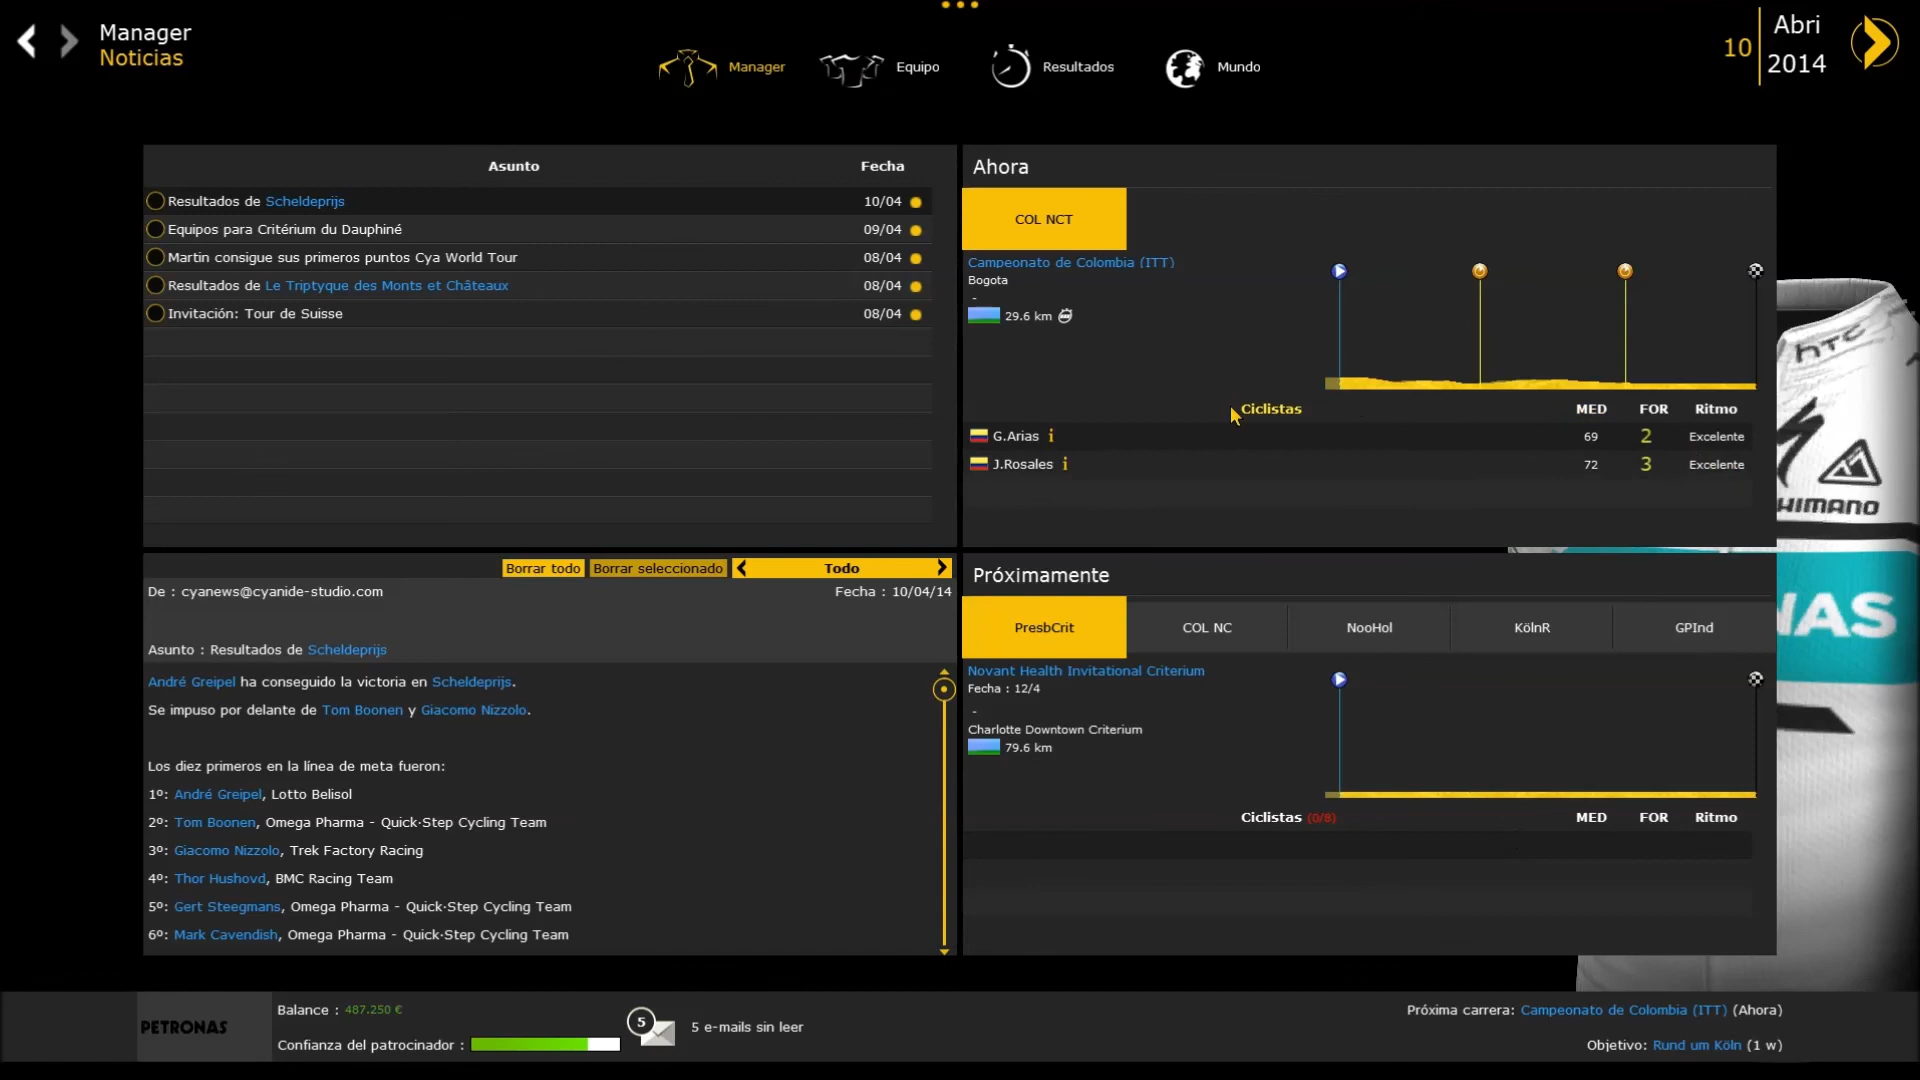 Manager
Noticias
Manager
Equipo
Resultados
Mundo
10
Abri
2014
Asunto Fecha
Resultados de Scheldeprijs 10/04
Equipos para Critérium du Dauphiné 09/04
Martin consigue sus primeros puntos Cya World Tour 08/04
Resultados de Le Triptyque des Monts et Châteaux 08/04
Invitación: Tour de Suisse 08/04
Ahora
COL NCT
Campeonato de Colombia (ITT)
Bogota
-
29.6 km
Ciclistas MED FOR Ritmo
G.Arias i 69 2 Excelente
J.Rosales i 72 3 Excelente
Borrar todo Borrar seleccionado Todo
De : cyanews@cyanide-studio.com Fecha : 10/04/14
Asunto : Resultados de Scheldeprijs
André Greipel ha conseguido la victoria en Scheldeprijs.
Se impuso por delante de Tom Boonen y Giacomo Nizzolo.
Los diez primeros en la línea de meta fueron:
1º: André Greipel, Lotto Belisol
2º: Tom Boonen, Omega Pharma - Quick·Step Cycling Team
3º: Giacomo Nizzolo, Trek Factory Racing
4º: Thor Hushovd, BMC Racing Team
5º: Gert Steegmans, Omega Pharma - Quick·Step Cycling Team
6º: Mark Cavendish, Omega Pharma - Quick·Step Cycling Team
Próximamente
PresbCrit COL NC NooHol KölnR GPInd
Novant Health Invitational Criterium
Fecha : 12/4
-
Charlotte Downtown Criterium
79.6 km
Ciclistas (0/8) MED FOR Ritmo
hTC
HIMANO
NAS
PETRONAS
Balance : 487.250 €
Confianza del patrocinador :
5
5 e-mails sin leer
Próxima carrera: Campeonato de Colombia (ITT) (Ahora)
Objetivo: Rund um Köln (1 w)